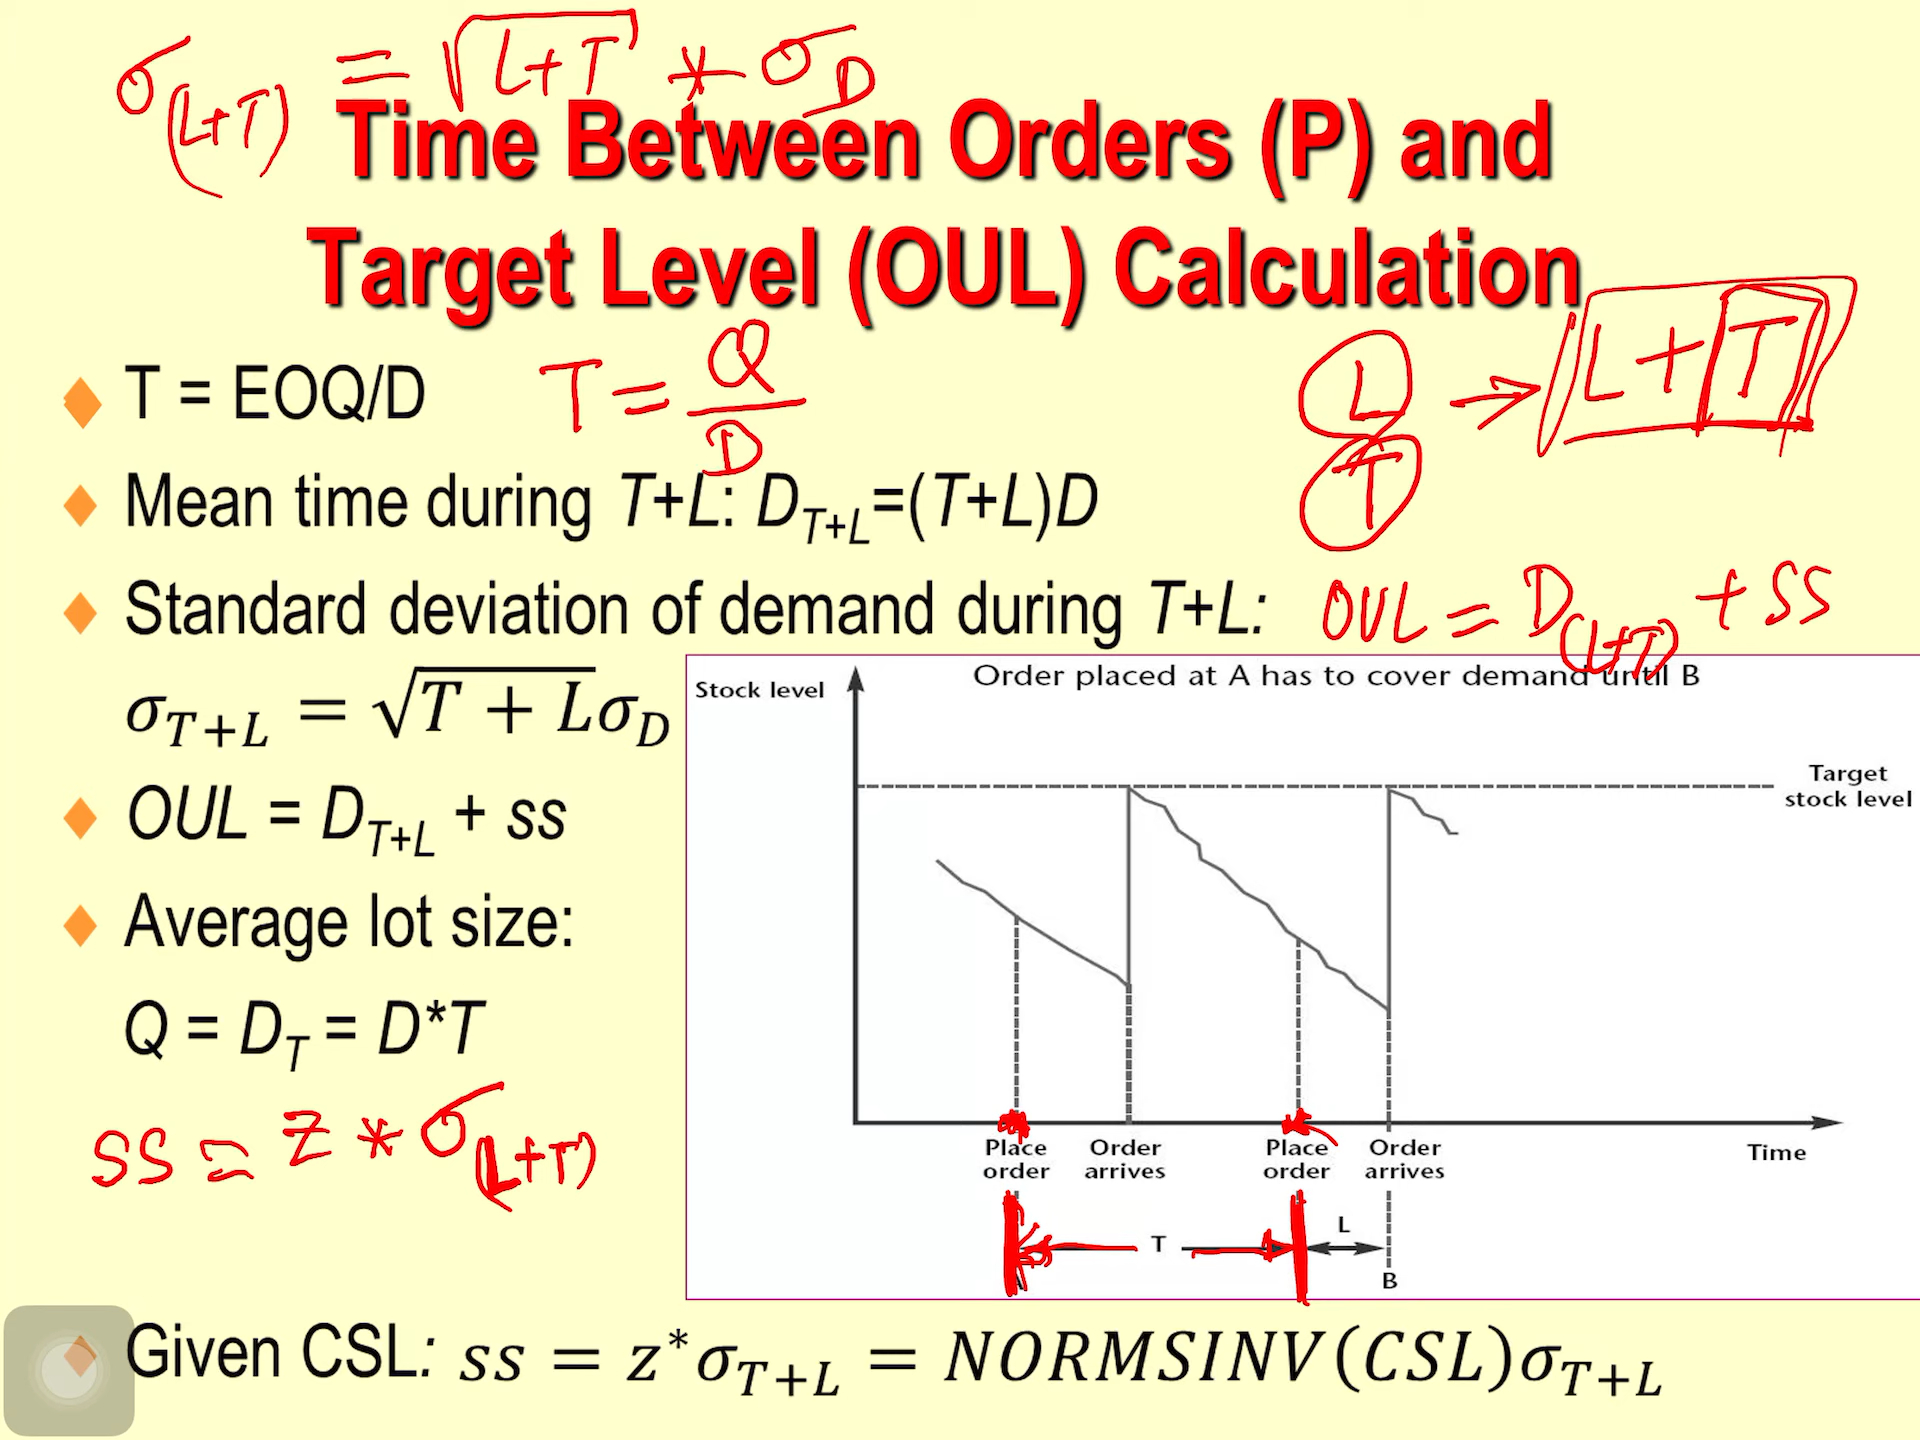 σ(L+T) = √L+T * σD
Time Between Orders (P) and
Target Level (OUL) Calculation
T = EOQ/D
T = Q/D
L
T
→ L+T
Mean time during T+L: D_T+L=(T+L)D
Standard deviation of demand during T+L:
OUL = D(L+T) + SS
σ_T+L = √T + L σ_D
OUL = D_T+L + ss
Average lot size:
Q = D_T = D*T
SS = Z * σ(L+T)
Order placed at A has to cover demand until B
Stock level
Target
stock level
Place order
Order arrives
Place order
Order arrives
Time
T
L
A
B
Given CSL: ss = z*σ_T+L = NORMSINV(CSL)σ_T+L